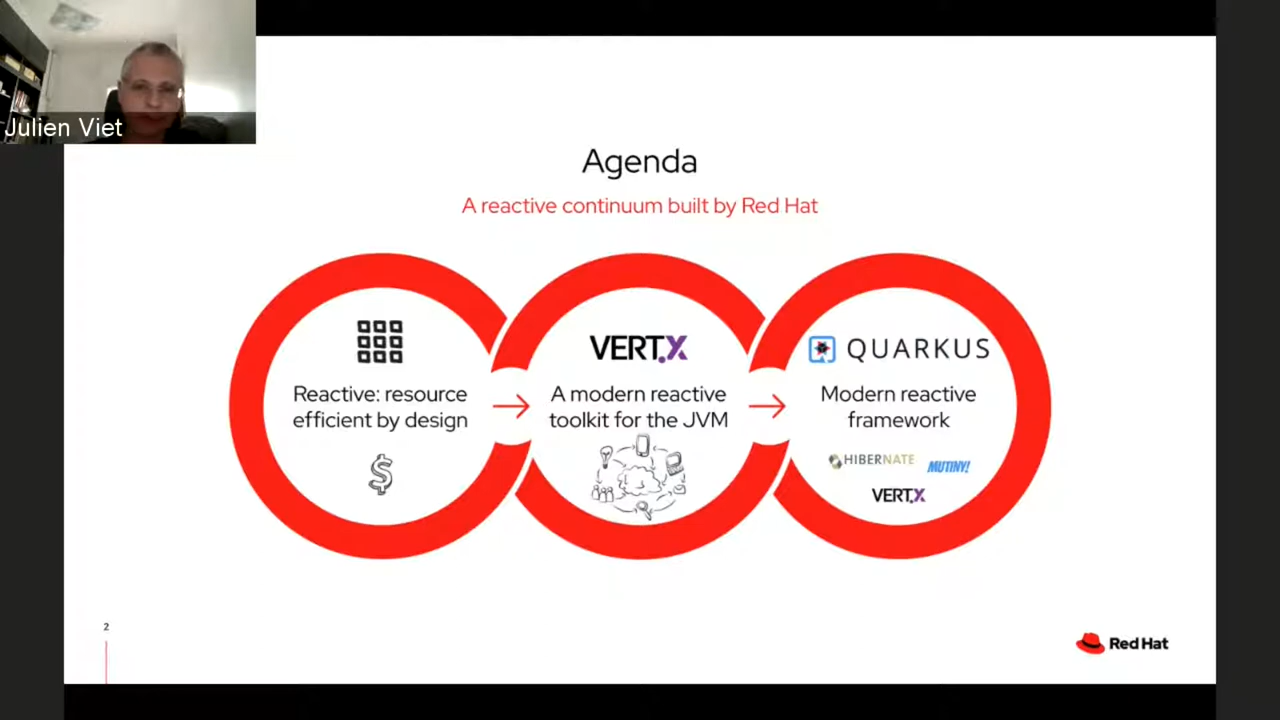 Julien Viet
Agenda
A reactive continuum built by Red Hat
Reactive: resource
efficient by design
$
VERT.X
A modern reactive
toolkit for the JVM
QUARKUS
Modern reactive
framework
HIBERNATE
MUTINY!
VERT.X
2
Red Hat